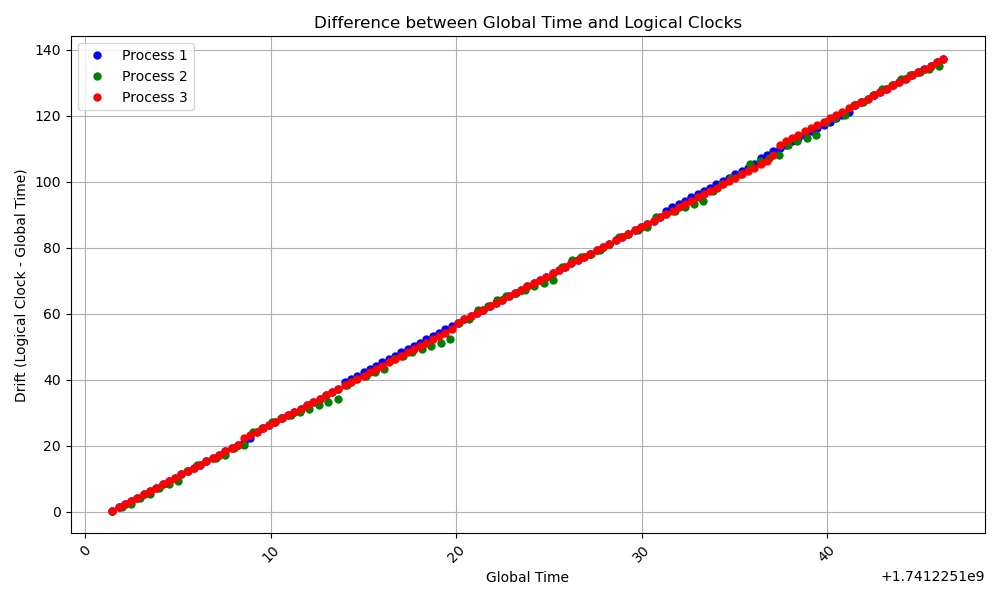 Difference between Global Time and Logical Clocks
Process 1
Process 2
Process 3
Drift (Logical Clock - Global Time)
140
120
100
80
60
40
20
0
0
10
20
30
40
Global Time
+1.7412251e9